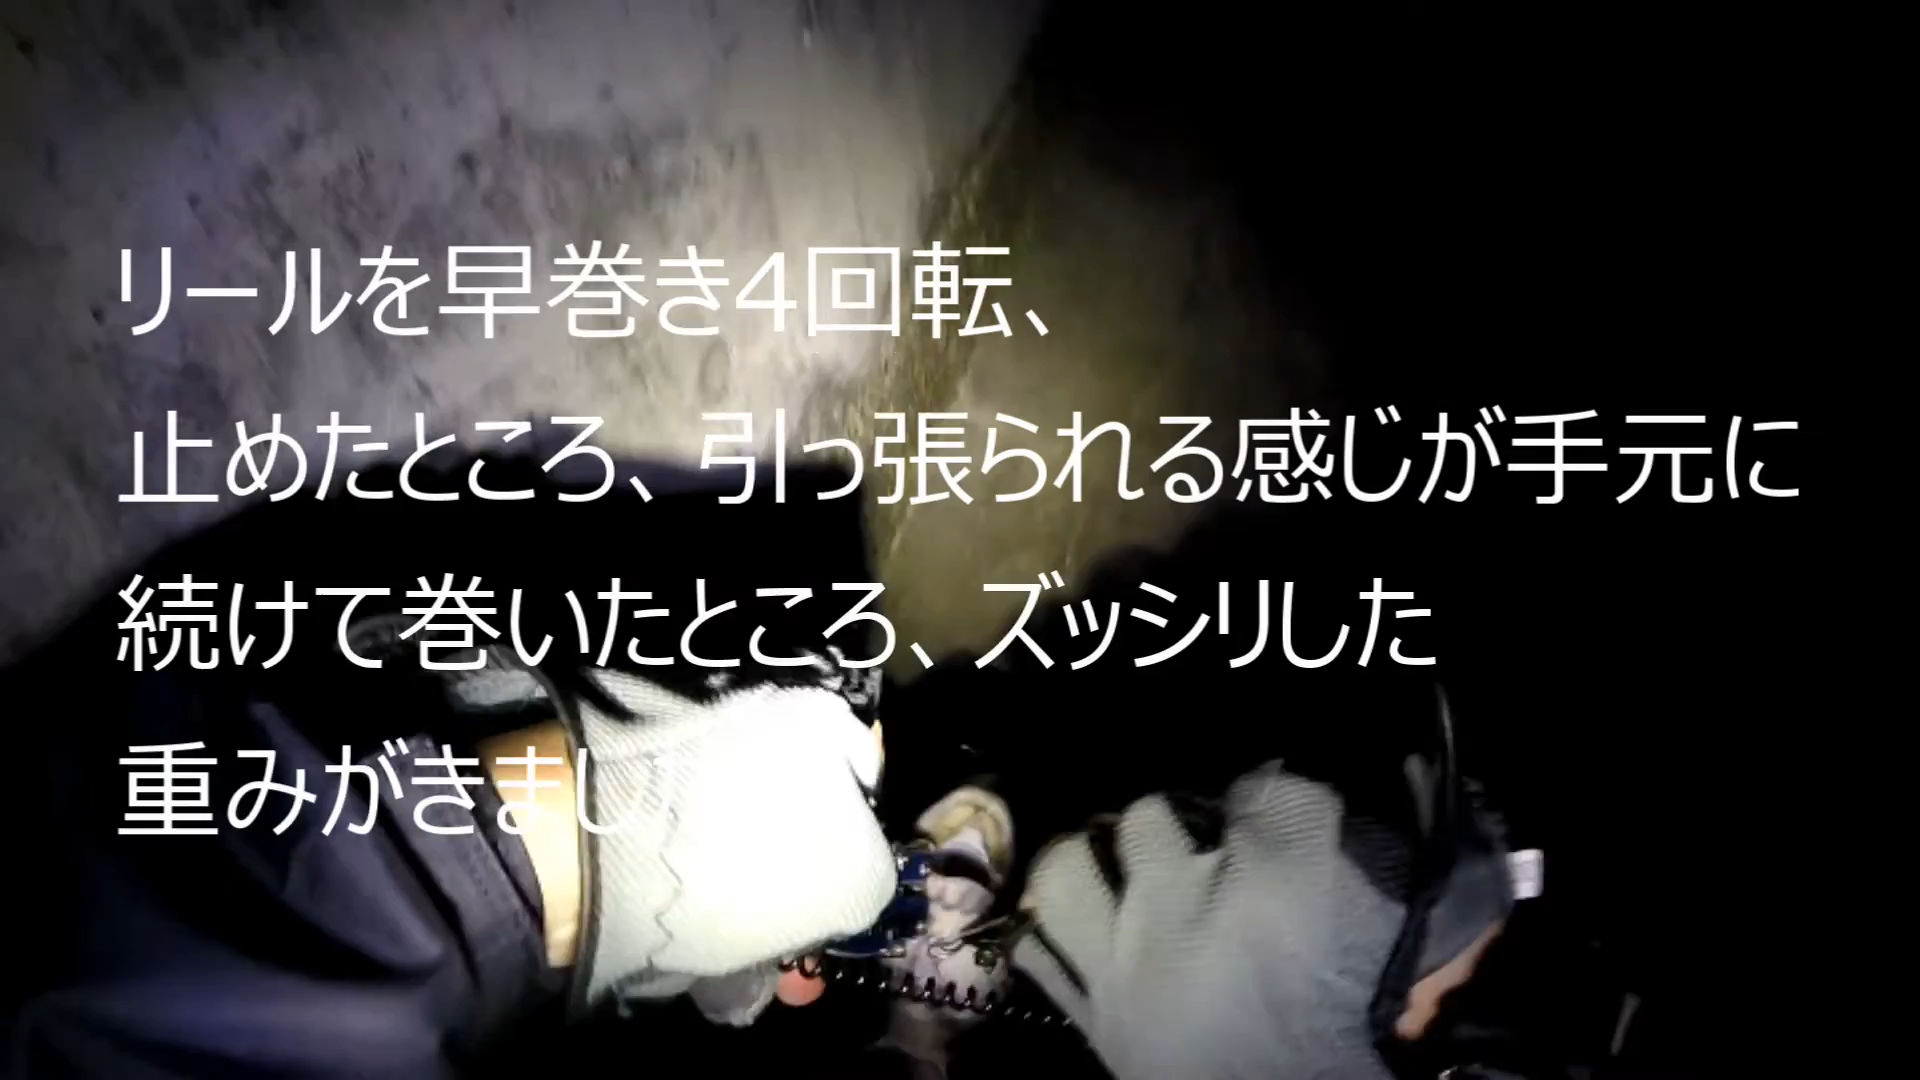 リールを早巻き4回転、
止めたところ、引っ張られる感じが手元に
続けて巻いたところ、ズッシリした
重みがきまし